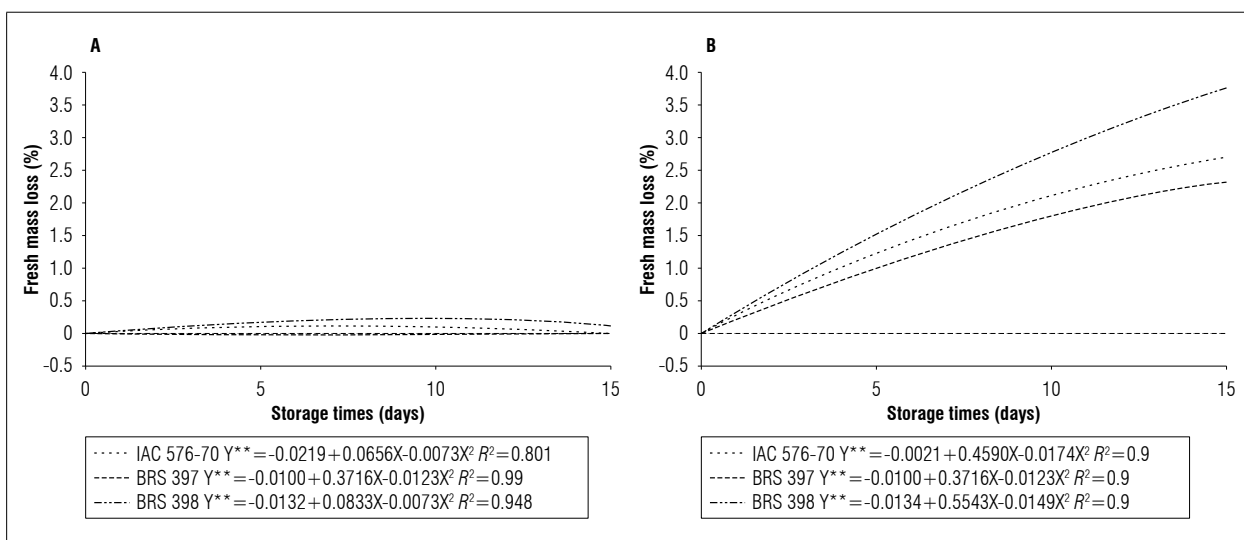 A
Fresh mass loss (%)
4.0
3.5
3.0
2.5
2.0
1.5
1.0
0.5
0
-0.5
0
5
10
15
Storage times (days)
IAC 576-70 Y**=-0.0219+0.0656X-0.0073X² R²=0.801
BRS 397 Y**=-0.0100+0.3716X-0.0123X² R²=0.99
BRS 398 Y**=-0.0132+0.0833X-0.0073X² R²=0.948
B
Fresh mass loss (%)
4.0
3.5
3.0
2.5
2.0
1.5
1.0
0.5
0
-0.5
0
5
10
15
Storage times (days)
IAC 576-70 Y**=-0.0021+0.4590X-0.0174X² R²=0.9
BRS 397 Y**=-0.0100+0.3716X-0.0123X² R²=0.9
BRS 398 Y**=-0.0134+0.5543X-0.0149X² R²=0.9